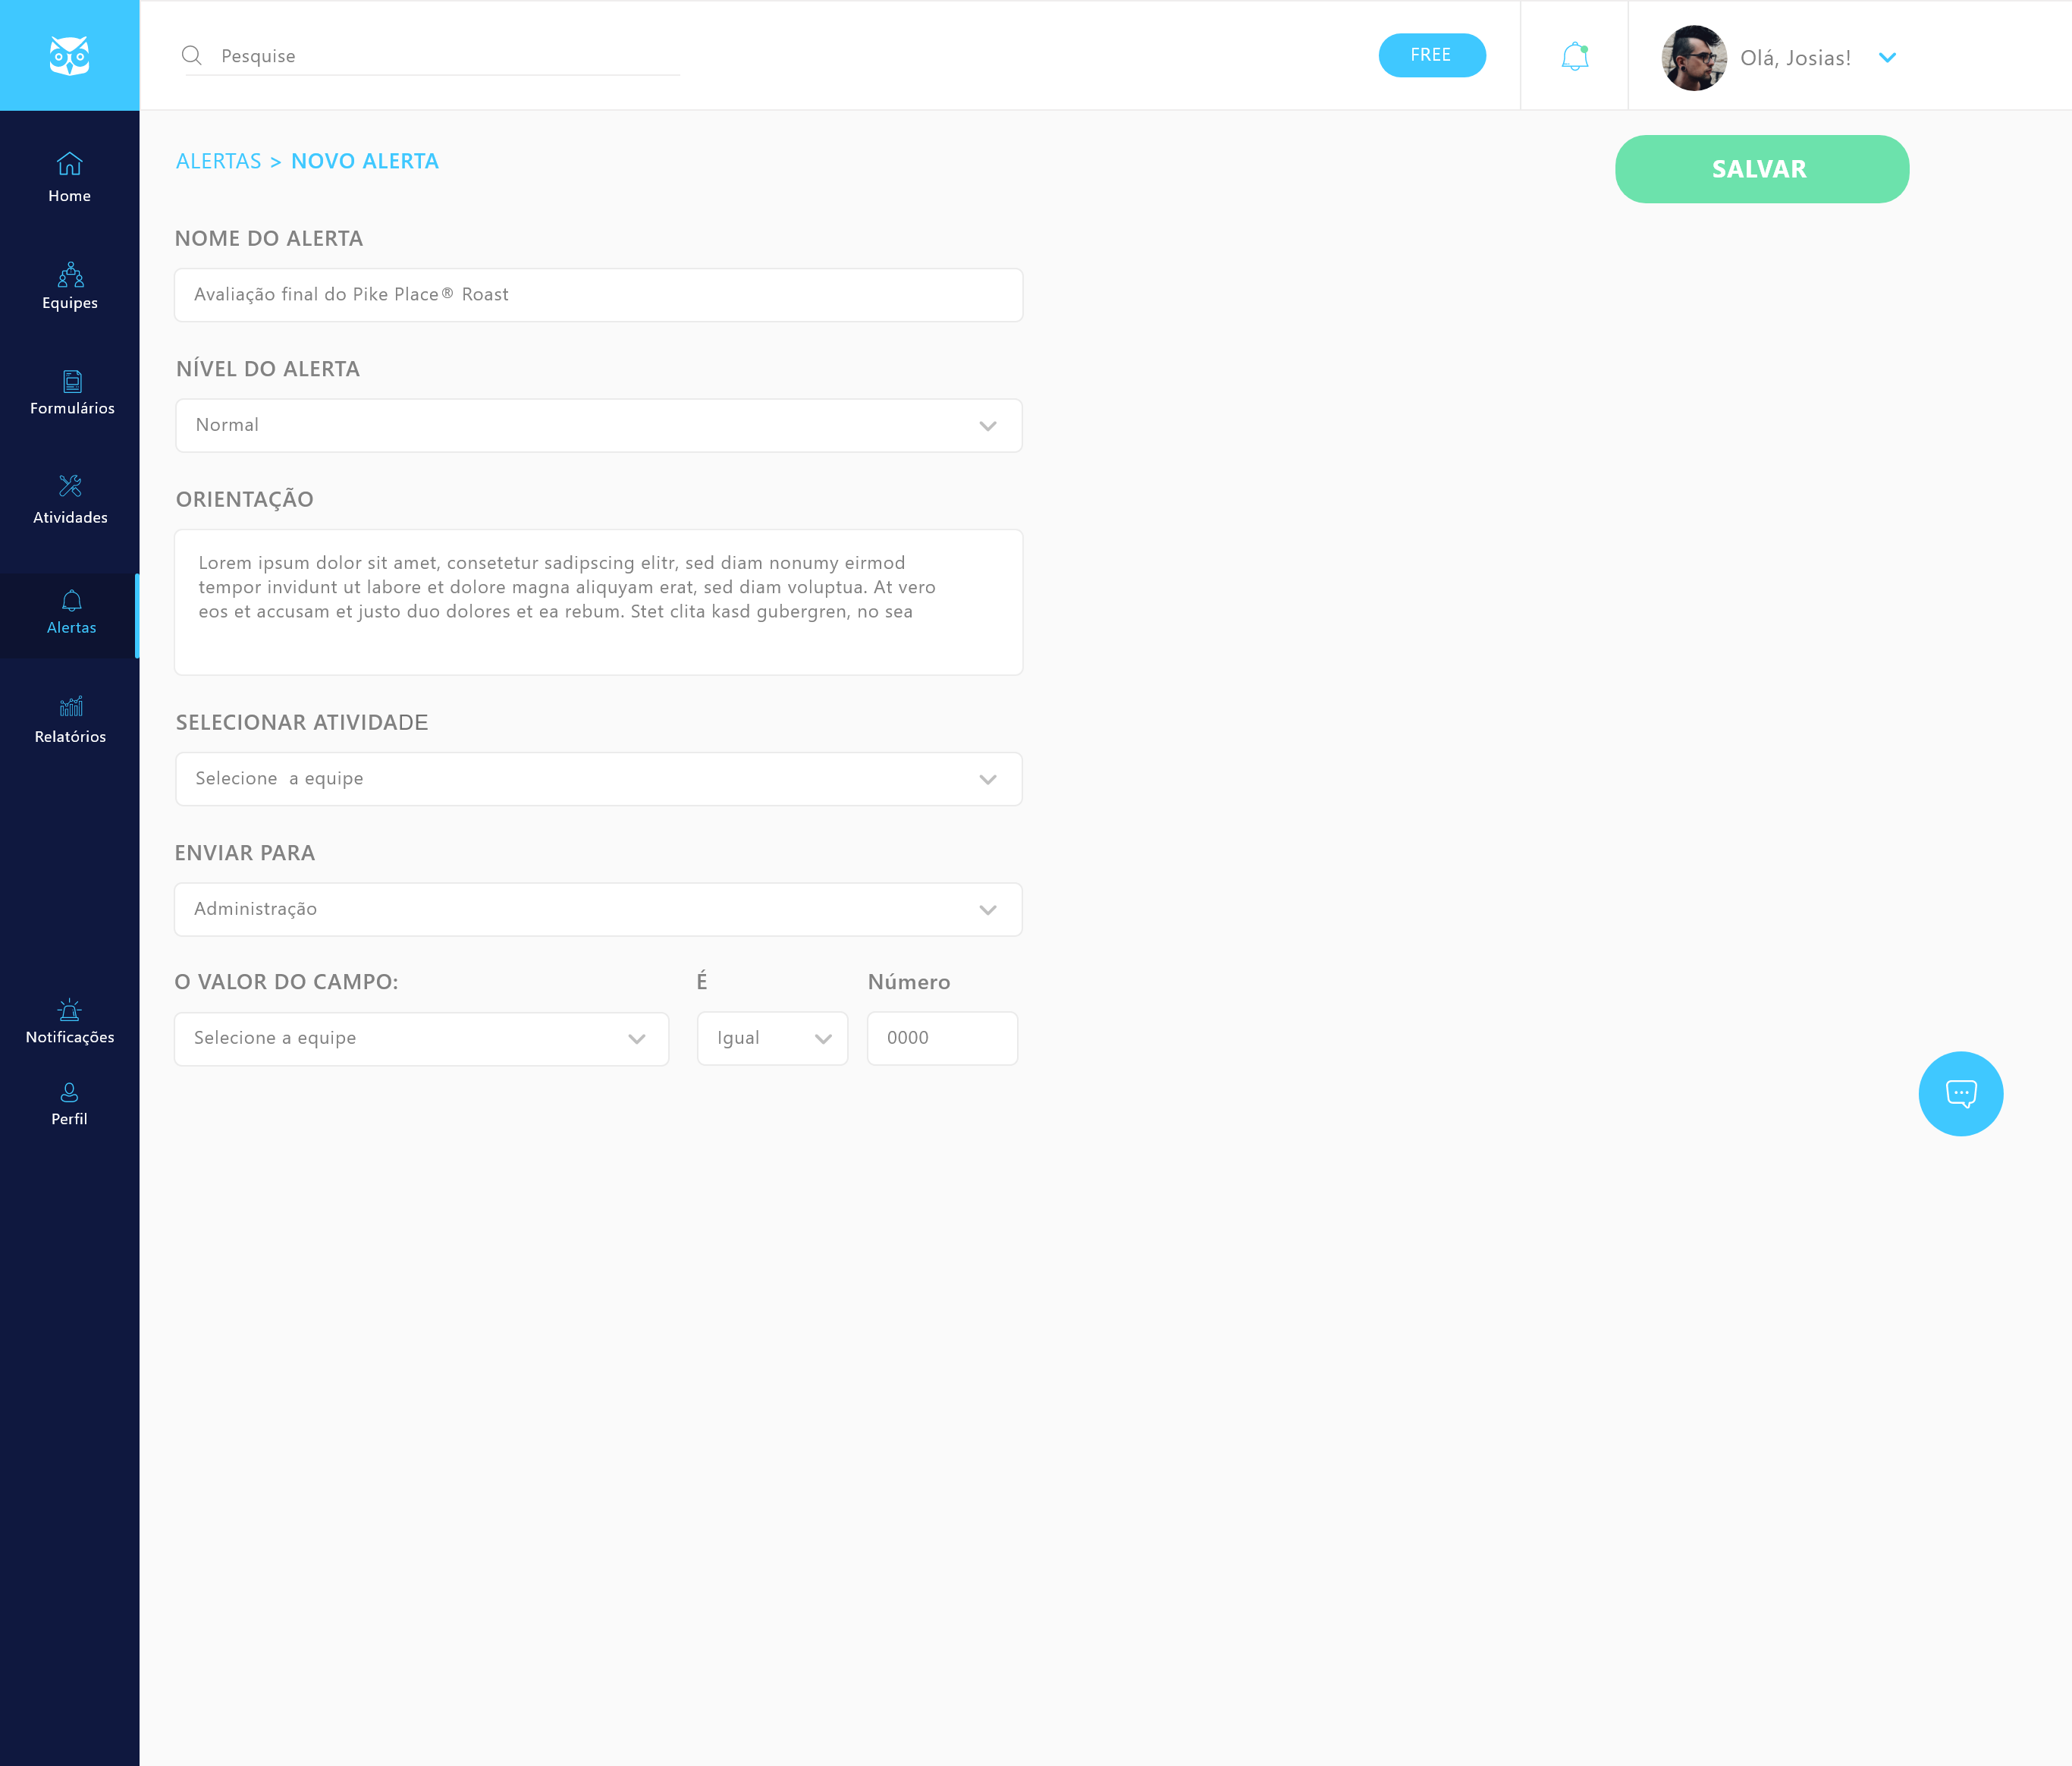 Pesquise
FREE
Olá, Josias!
Home
Equipes
Formulários
Atividades
Alertas
Relatórios
Notificações
Perfil
ALERTAS > NOVO ALERTA
SALVAR
NOME DO ALERTA
Avaliação final do Pike Place® Roast
NÍVEL DO ALERTA
Normal
ORIENTAÇÃO
Lorem ipsum dolor sit amet, consetetur sadipscing elitr, sed diam nonumy eirmod
tempor invidunt ut labore et dolore magna aliquyam erat, sed diam voluptua. At vero
eos et accusam et justo duo dolores et ea rebum. Stet clita kasd gubergren, no sea
SELECIONAR ATIVIDADE
Selecione  a equipe
ENVIAR PARA
Administração
O VALOR DO CAMPO:
Selecione a equipe
É
Igual
Número
0000